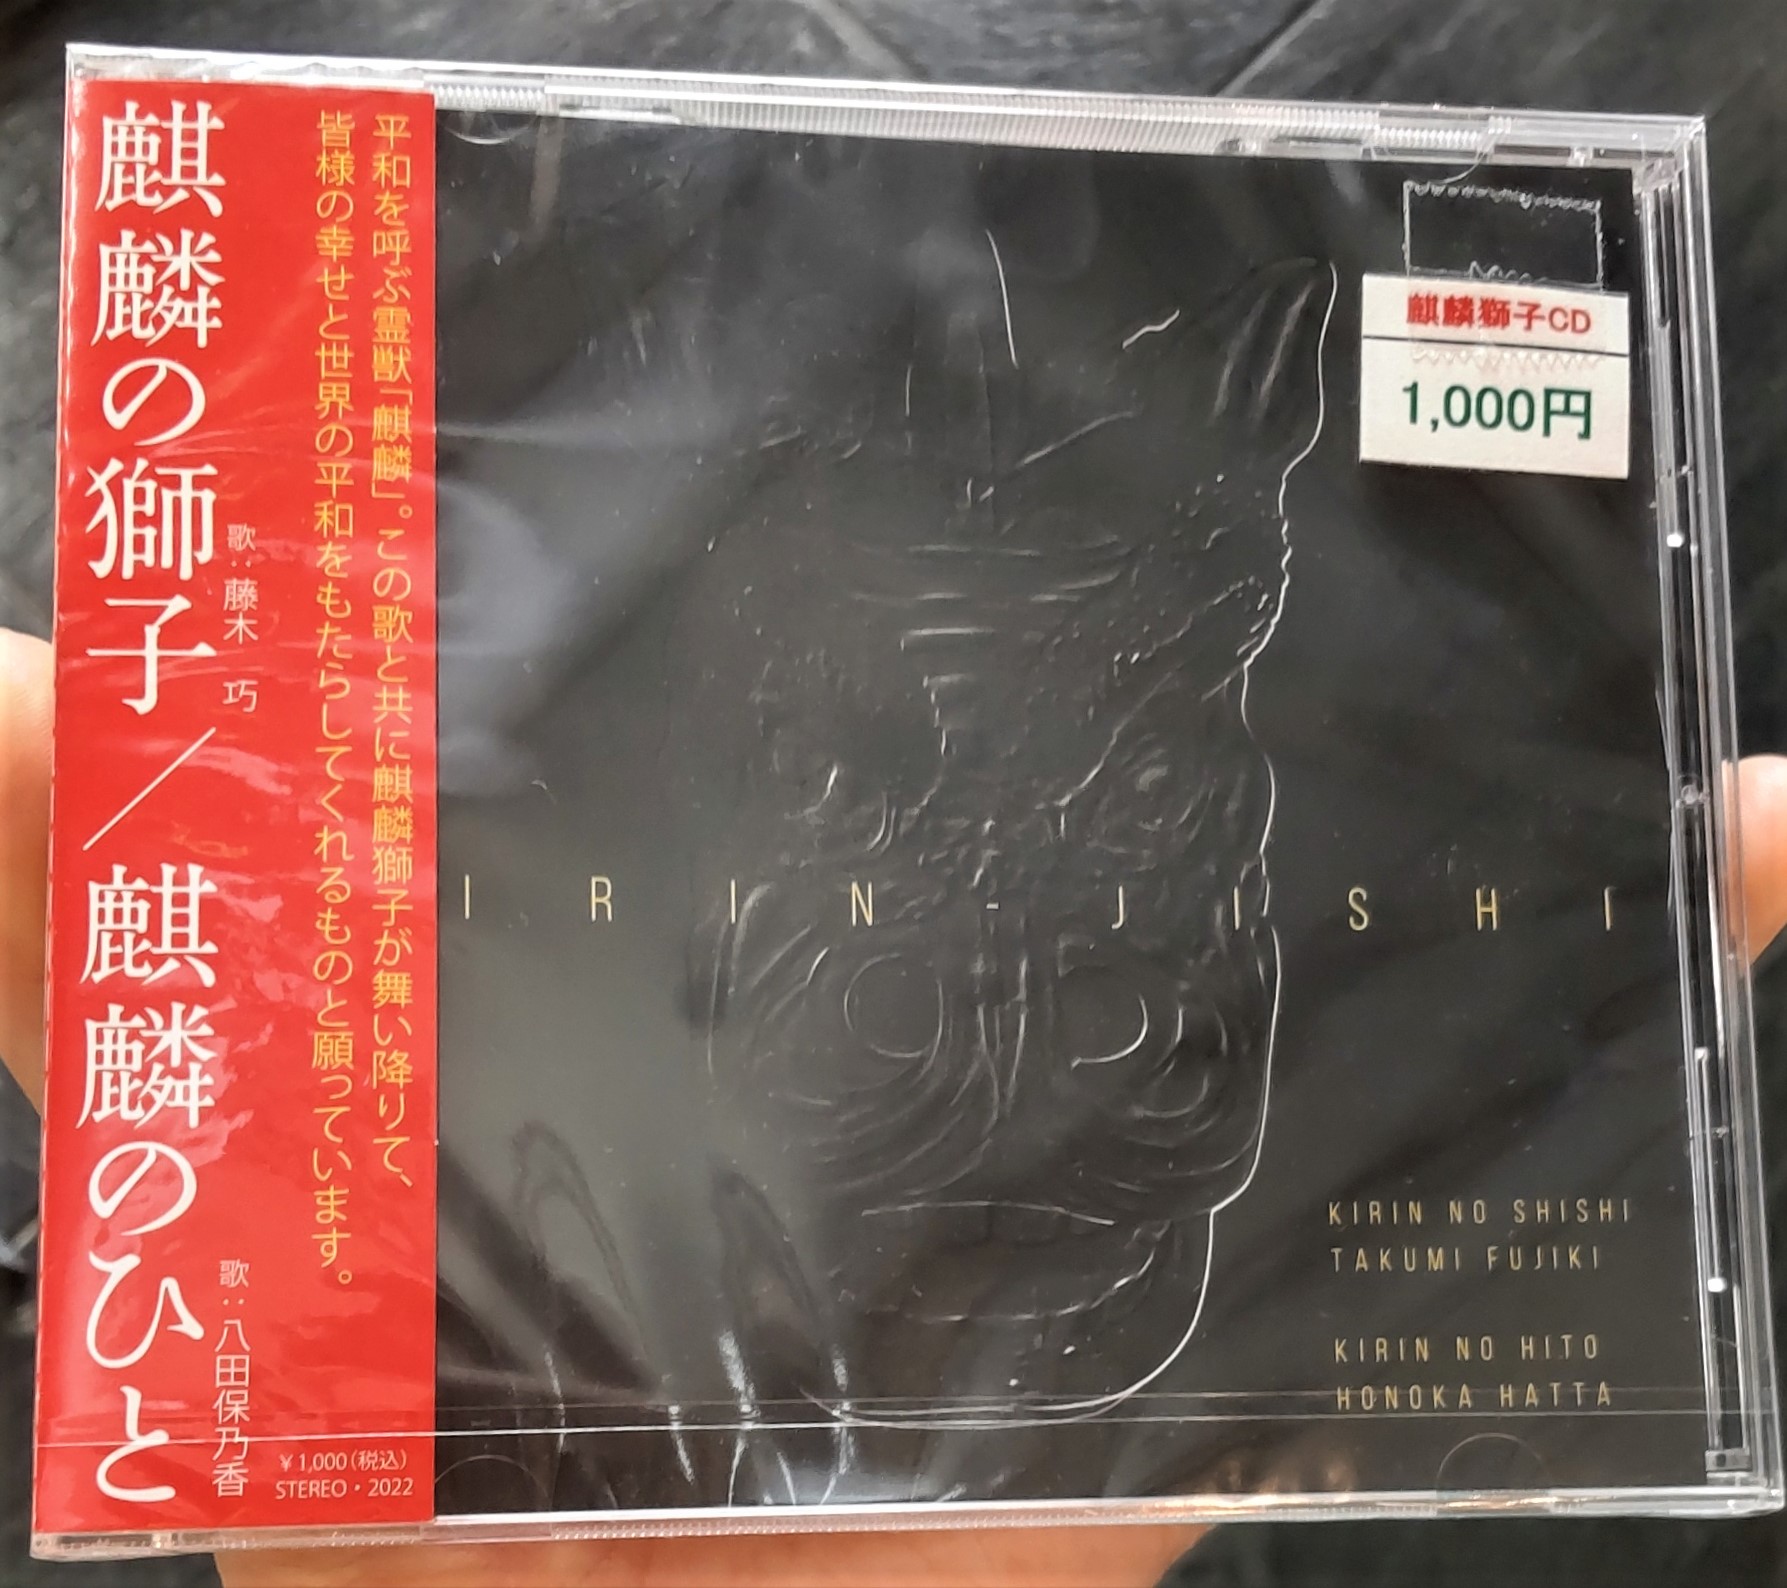 麒麟の獅子／麒麟のひと
歌：藤木 巧
歌：八田保乃香
平和を呼ぶ霊獣「麒麟」。この歌と共に麒麟獅子が舞い降りて、
皆様の幸せと世界の平和をもたらしてくれるものと願っています。
￥1,000（税込）
STEREO・2022
麒麟獅子CD
1,000円
IRIN-JISHI
KIRIN NO SHISHI
TAKUMI FUJIKI
KIRIN NO HITO
HONOKA HATTA